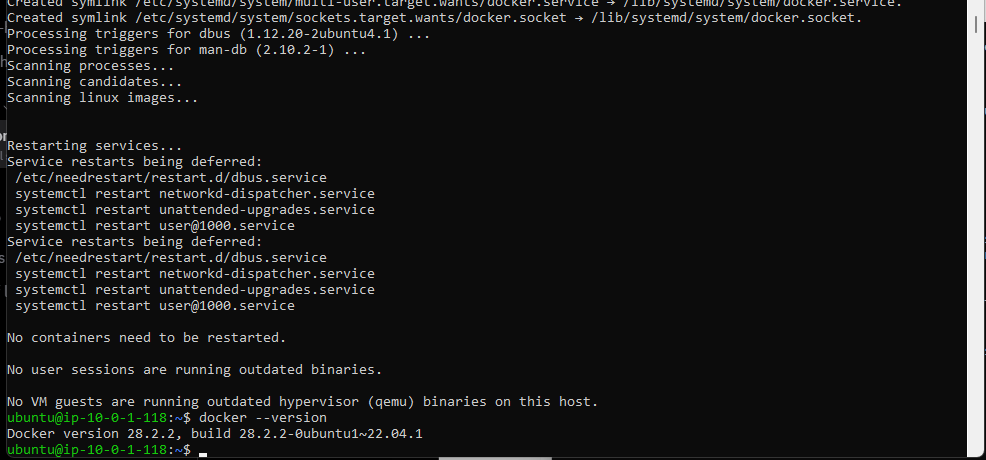 Created symlink /etc/systemd/system/multi-user.target.wants/docker.service → /lib/systemd/system/docker.service.
Created symlink /etc/systemd/system/sockets.target.wants/docker.socket → /lib/systemd/system/docker.socket.
Processing triggers for dbus (1.12.20-2ubuntu4.1) ...
Processing triggers for man-db (2.10.2-1) ...
Scanning processes...
Scanning candidates...
Scanning linux images...
Restarting services...
Service restarts being deferred:
 /etc/needrestart/restart.d/dbus.service
 systemctl restart networkd-dispatcher.service
 systemctl restart unattended-upgrades.service
 systemctl restart user@1000.service
Service restarts being deferred:
 /etc/needrestart/restart.d/dbus.service
 systemctl restart networkd-dispatcher.service
 systemctl restart unattended-upgrades.service
 systemctl restart user@1000.service
No containers need to be restarted.
No user sessions are running outdated binaries.
No VM guests are running outdated hypervisor (qemu) binaries on this host.
ubuntu@ip-10-0-1-118:~$ docker --version
Docker version 28.2.2, build 28.2.2-0ubuntu1~22.04.1
ubuntu@ip-10-0-1-118:~$